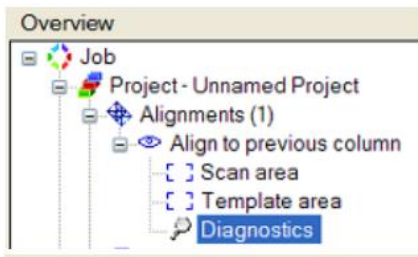 Overview
Job
Project - Unnamed Project
Alignments (1)
Align to previous column
Scan area
Template area
Diagnostics